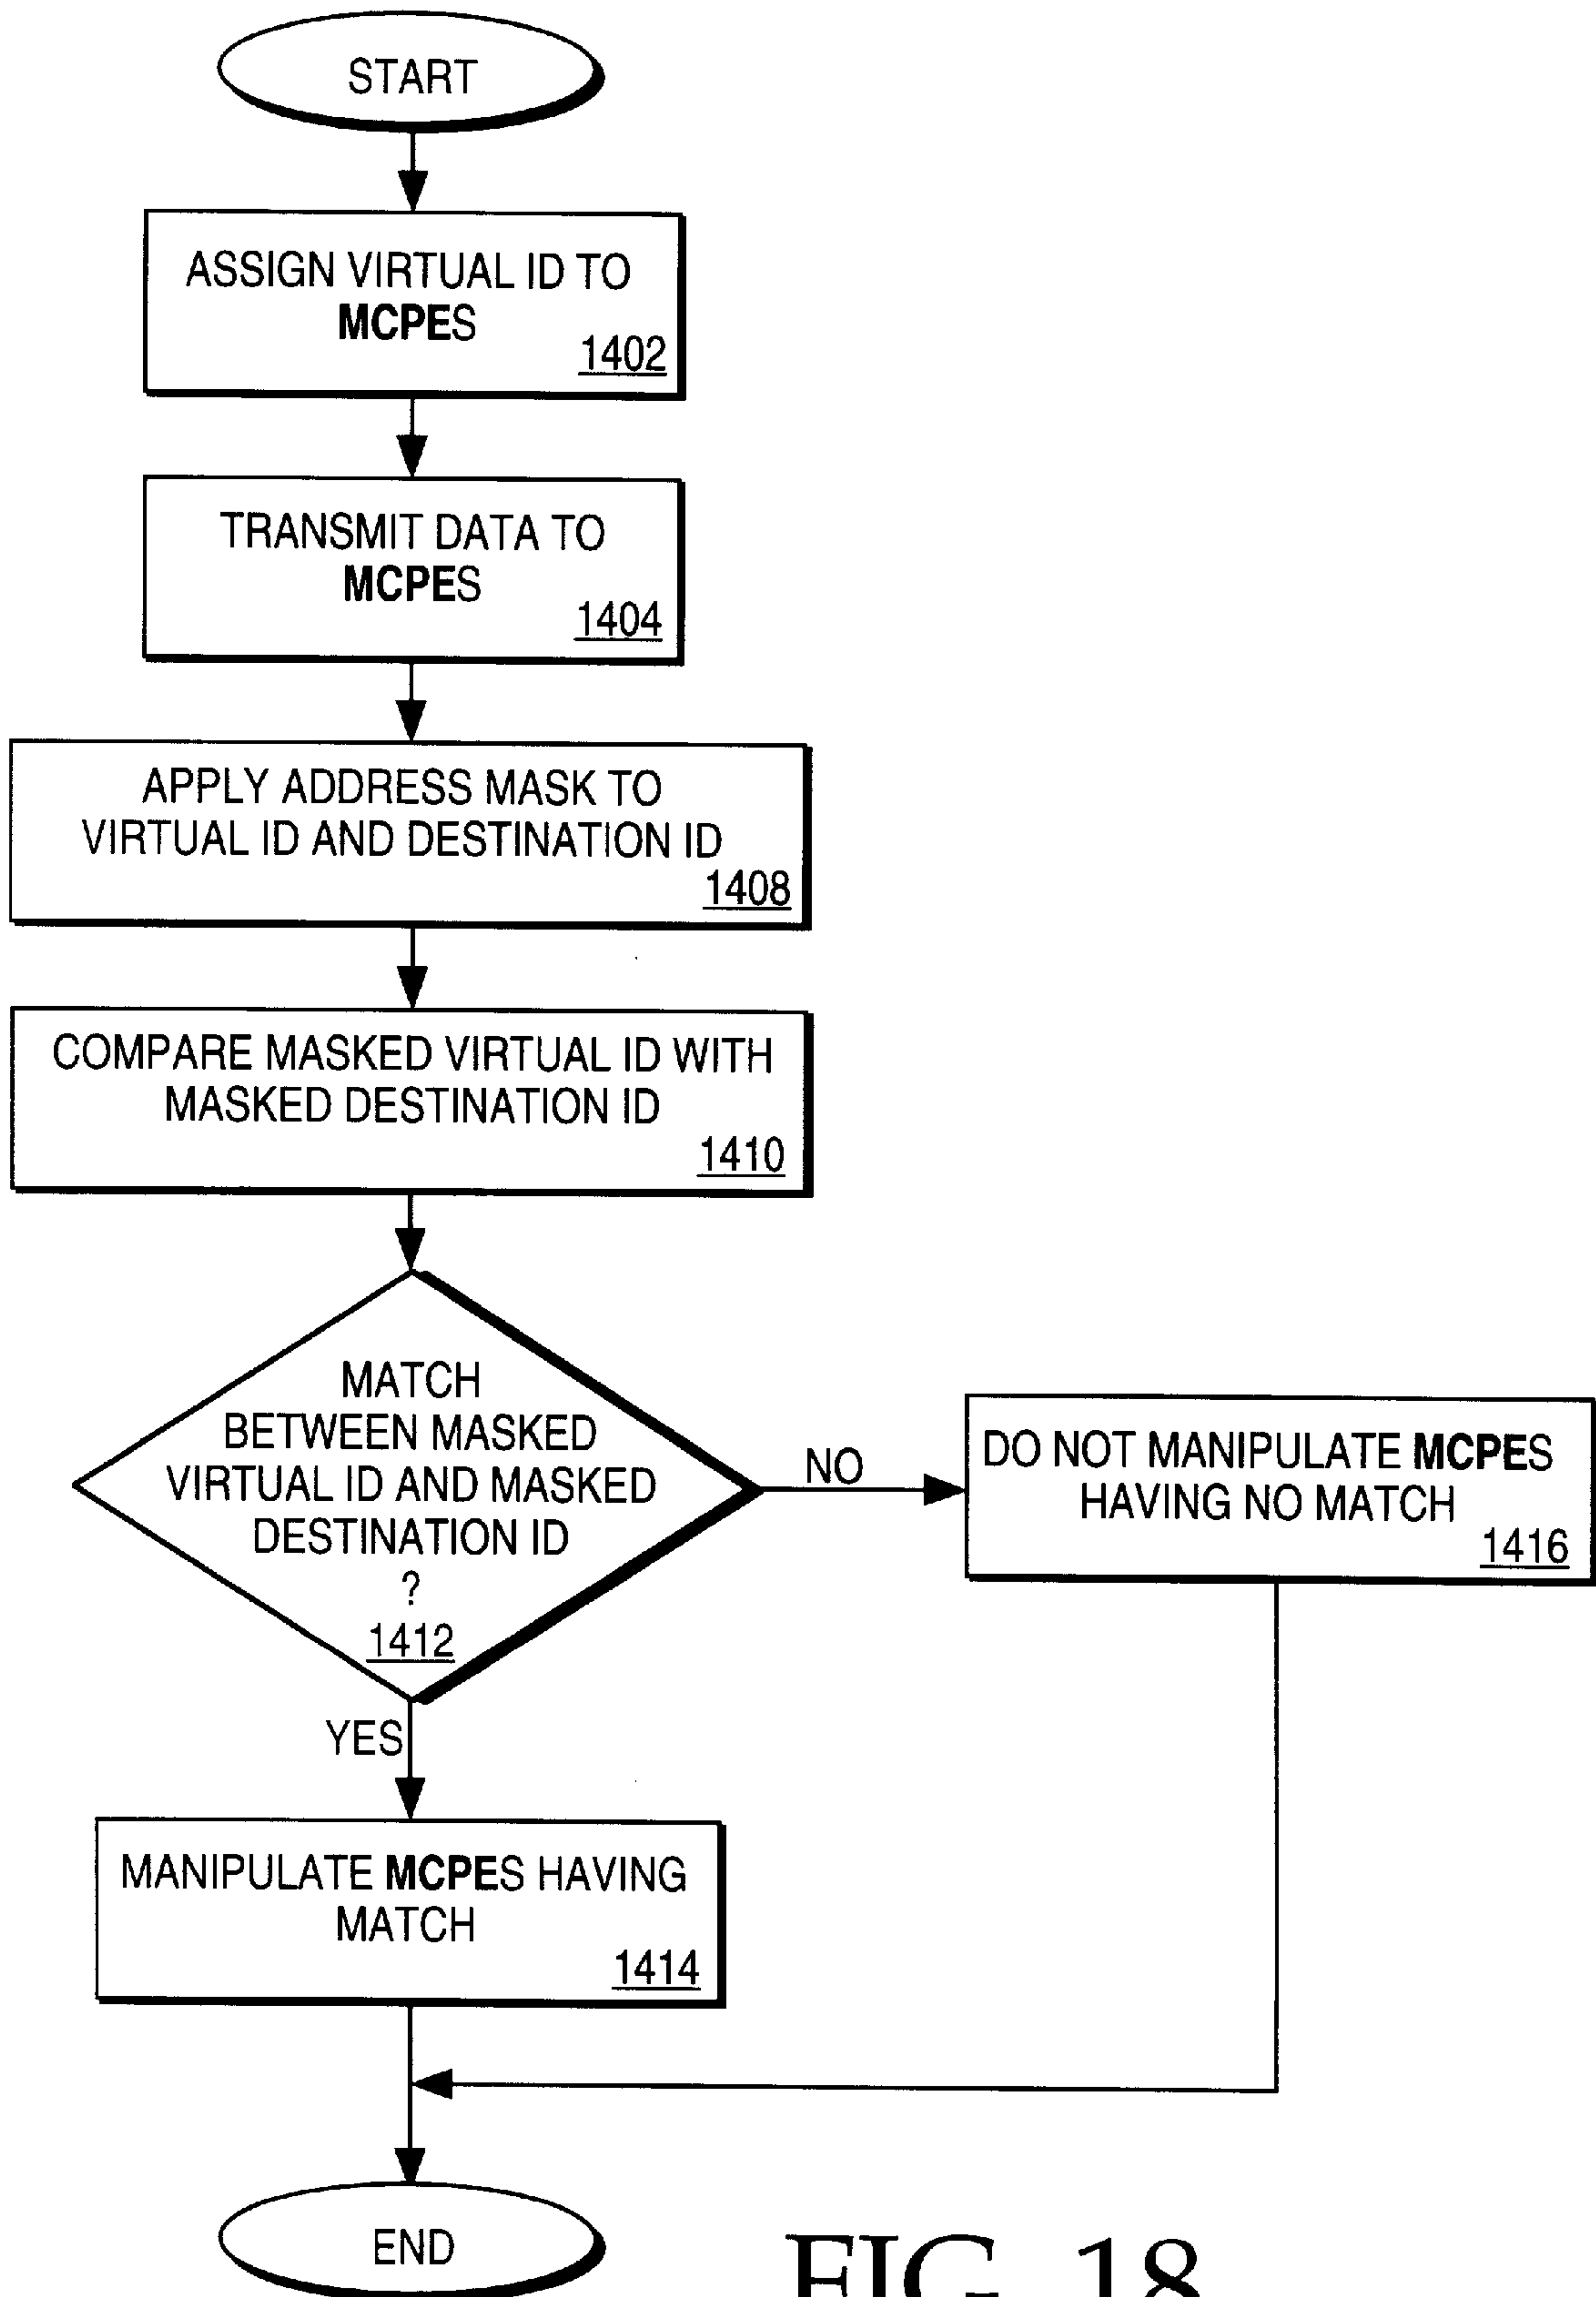 START
ASSIGN VIRTUAL ID TO
MCPES
1402
TRANSMIT DATA TO
MCPES
1404
APPLY ADDRESS MASK TO
VIRTUAL ID AND DESTINATION ID
1408
COMPARE MASKED VIRTUAL ID WITH
MASKED DESTINATION ID
1410
MATCH
BETWEEN MASKED
VIRTUAL ID AND MASKED
DESTINATION ID
?
1412
NO
DO NOT MANIPULATE MCPES
HAVING NO MATCH
1416
YES
MANIPULATE MCPES HAVING
MATCH
1414
END
FIG. 18